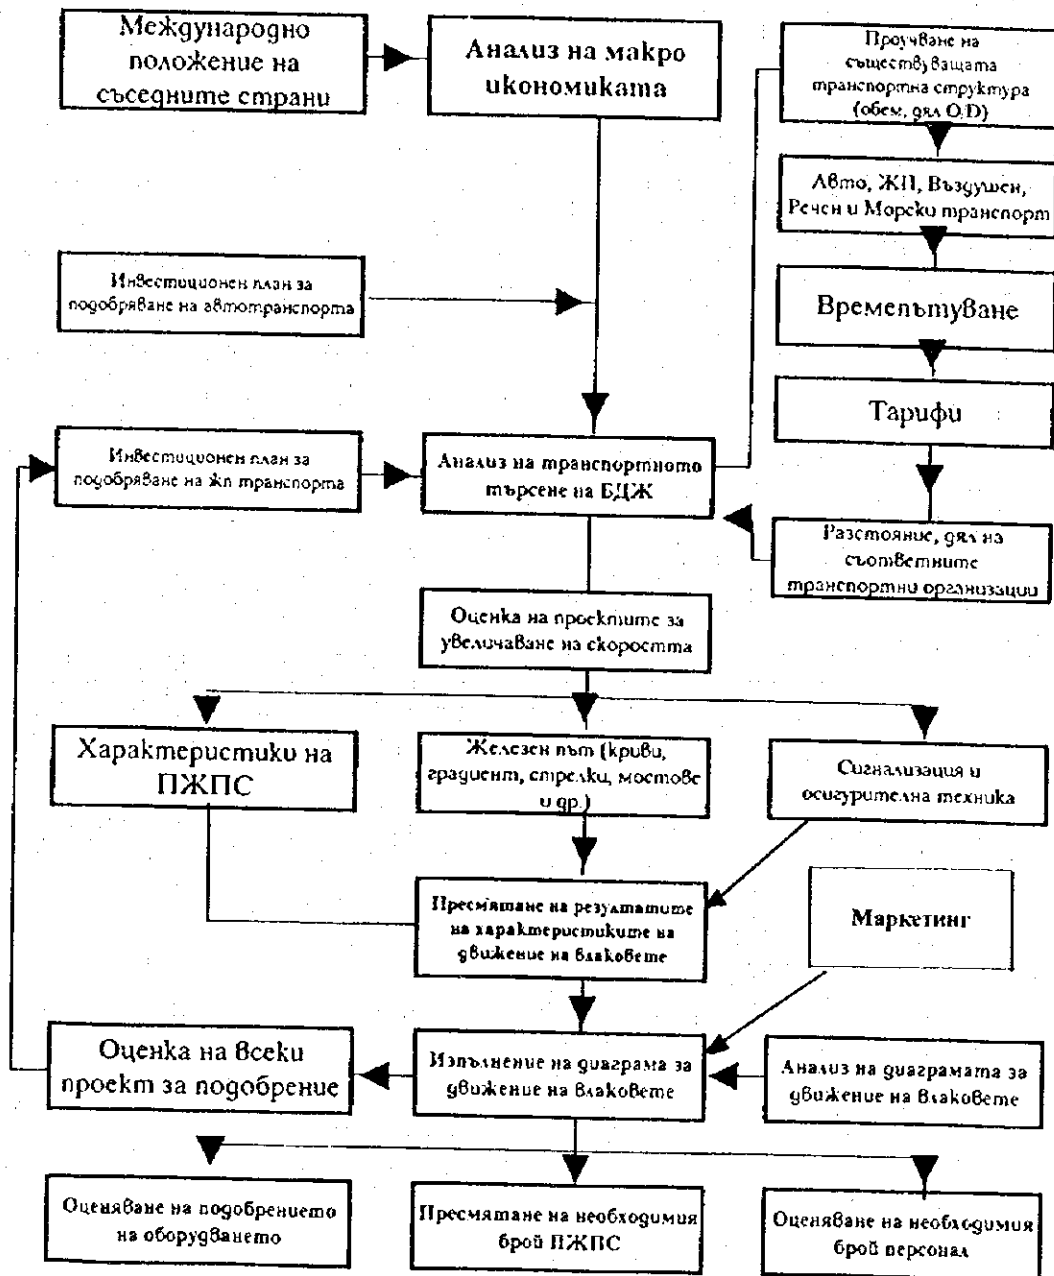 Международно
положение на
съседните страни
Анализ на макро
икономиката
Проучване на
съществуващата
транспортна структура
(обем, дял O.D)
Авто, ЖП, Въздушен,
Речен и Морски транспорт
Инвестиционен план за
подобряване на автотранспорта
Времепътуване
Тарифи
Инвестиционен план за
подобряване на жп транспорта
Анализ на транспортното
търсене на БДЖ
Разстояние, дял на
съответните
транспортни организации
Оценка на проектите за
увеличаване на скоростта
Характеристики на
ПЖПС
Железен път (криви,
градиент, стрелки, мостове
и др.)
Сигнализация и
осигурителна техника
Пресмятане на резултатите
на характеристиките на
движение на влаковете
Маркетинг
Оценка на всеки
проект за подобрение
Изпълнение на диаграма за
движение на влаковете
Анализ на диаграмата за
движение на влаковете
Оценяване на подобрението
на оборудването
Пресмятане на необходимия
брой ПЖПС
Оценяване на необходимия
брой персонал